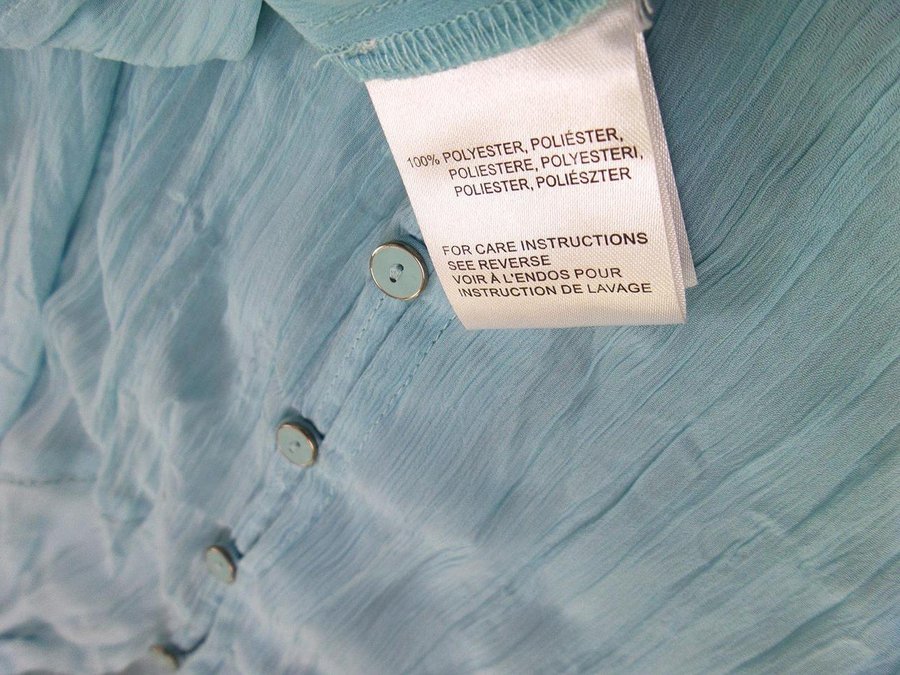 100% POLYESTER, POLIÉSTER,
POLIESTERE, POLYESTERI,
POLIESTER, POLIÉSZTER
FOR CARE INSTRUCTIONS
SEE REVERSE
VOIR À L'ENDOS POUR
INSTRUCTION DE LAVAGE